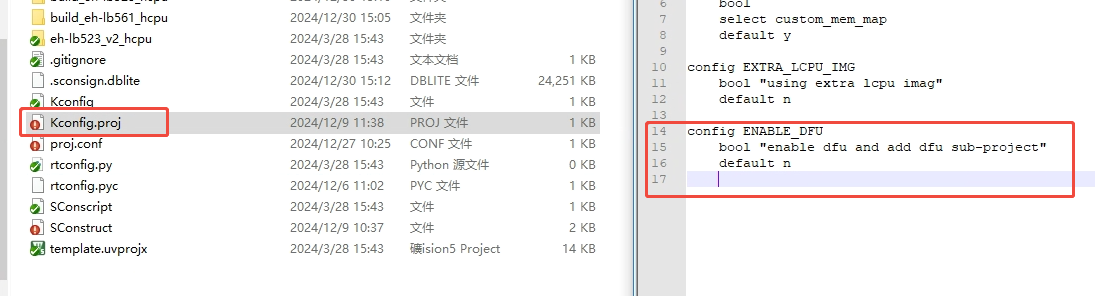 build_eh-lb561_hcpu 2024/12/30 15:05 文件夹
eh-lb523_v2_hcpu 2024/3/28 15:43 文件夹
.gitignore 2024/3/28 15:43 文本文档 1 KB
.sconsign.dblite 2024/12/30 15:12 DBLITE 文件 24,251 KB
Kconfig 2024/3/28 15:43 文件 1 KB
Kconfig.proj 2024/12/9 11:38 PROJ 文件 1 KB
proj.conf 2024/12/27 10:25 CONF 文件 1 KB
rtconfig.py 2024/3/28 15:43 Python 源文件 0 KB
rtconfig.pyc 2024/12/6 11:02 PYC 文件 1 KB
SConscript 2024/3/28 15:43 文件 1 KB
SConstruct 2024/12/9 10:37 文件 2 KB
template.uvprojx 2024/3/28 15:43 礦ision5 Project 14 KB
6 bool
7 select custom_mem_map
8 default y
9
10 config EXTRA_LCPU_IMG
11 bool "using extra lcpu imag"
12 default n
13
14 config ENABLE_DFU
15 bool "enable dfu and add dfu sub-project"
16 default n
17